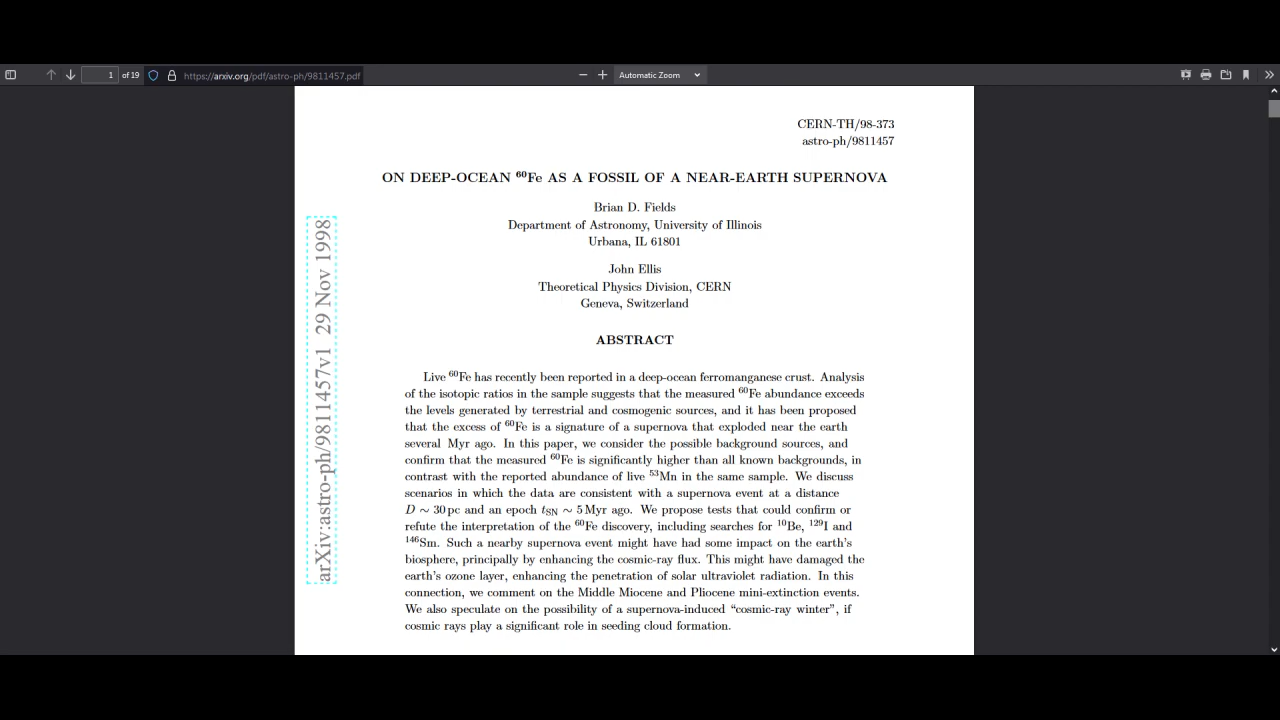 1 of 19 https://arxiv.org/pdf/astro-ph/9811457.pdf Automatic Zoom
CERN-TH/98-373
astro-ph/9811457
ON DEEP-OCEAN ⁶⁰Fe AS A FOSSIL OF A NEAR-EARTH SUPERNOVA
Brian D. Fields
Department of Astronomy, University of Illinois
Urbana, IL 61801
John Ellis
Theoretical Physics Division, CERN
Geneva, Switzerland
ABSTRACT
Live ⁶⁰Fe has recently been reported in a deep-ocean ferromanganese crust. Analysis
of the isotopic ratios in the sample suggests that the measured ⁶⁰Fe abundance exceeds
the levels generated by terrestrial and cosmogenic sources, and it has been proposed
that the excess of ⁶⁰Fe is a signature of a supernova that exploded near the earth
several Myr ago. In this paper, we consider the possible background sources, and
confirm that the measured ⁶⁰Fe is significantly higher than all known backgrounds, in
contrast with the reported abundance of live ⁵³Mn in the same sample. We discuss
scenarios in which the data are consistent with a supernova event at a distance
D ∼ 30 pc and an epoch tSN ∼ 5 Myr ago. We propose tests that could confirm or
refute the interpretation of the ⁶⁰Fe discovery, including searches for ¹⁰Be, ¹²⁹I and
¹⁴⁶Sm. Such a nearby supernova event might have had some impact on the earth's
biosphere, principally by enhancing the cosmic-ray flux. This might have damaged the
earth's ozone layer, enhancing the penetration of solar ultraviolet radiation. In this
connection, we comment on the Middle Miocene and Pliocene mini-extinction events.
We also speculate on the possibility of a supernova-induced “cosmic-ray winter”, if
cosmic rays play a significant role in seeding cloud formation.
arXiv:astro-ph/9811457v1 29 Nov 1998